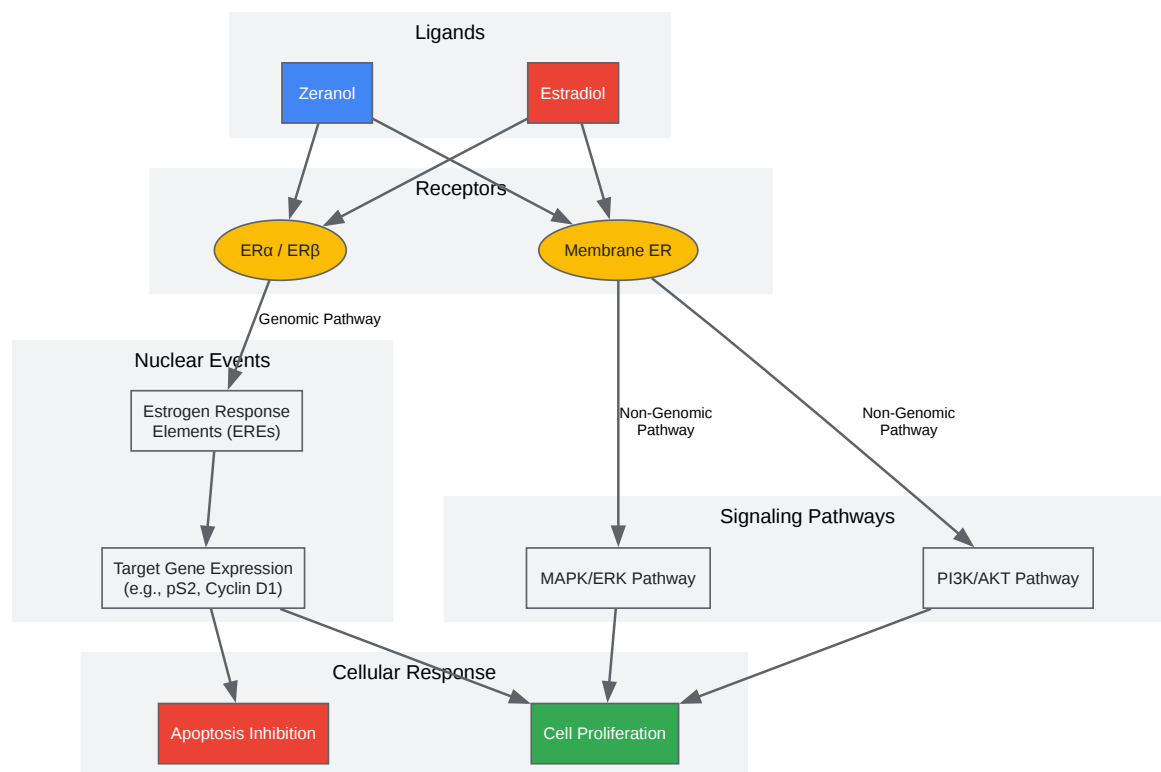 Ligands
Zeranol
Estradiol
Receptors
ERα / ERβ
Membrane ER
Genomic Pathway
Nuclear Events
Estrogen Response
Elements (EREs)
Non-Genomic
Pathway
Non-Genomic
Pathway
Signaling Pathways
Target Gene Expression
(e.g., pS2, Cyclin D1)
MAPK/ERK Pathway
PI3K/AKT Pathway
Cellular Response
Apoptosis Inhibition
Cell Proliferation